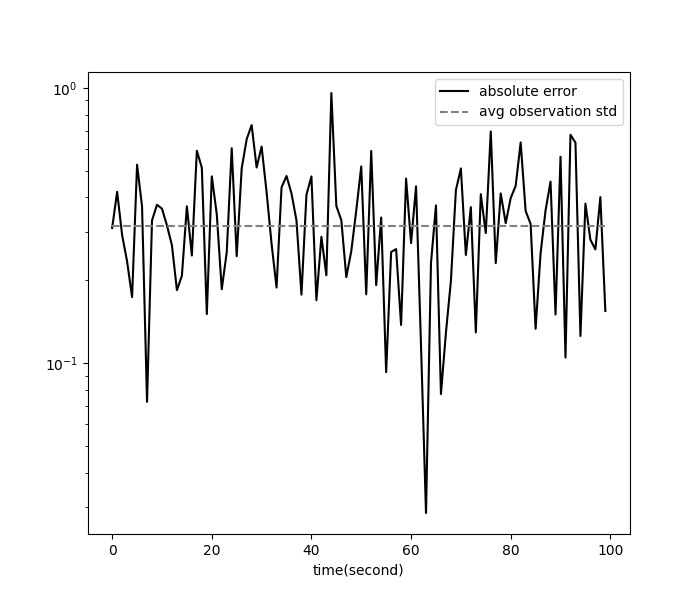 absolute error
avg observation std
10⁰
10⁻¹
0 20 40 60 80 100
time(second)